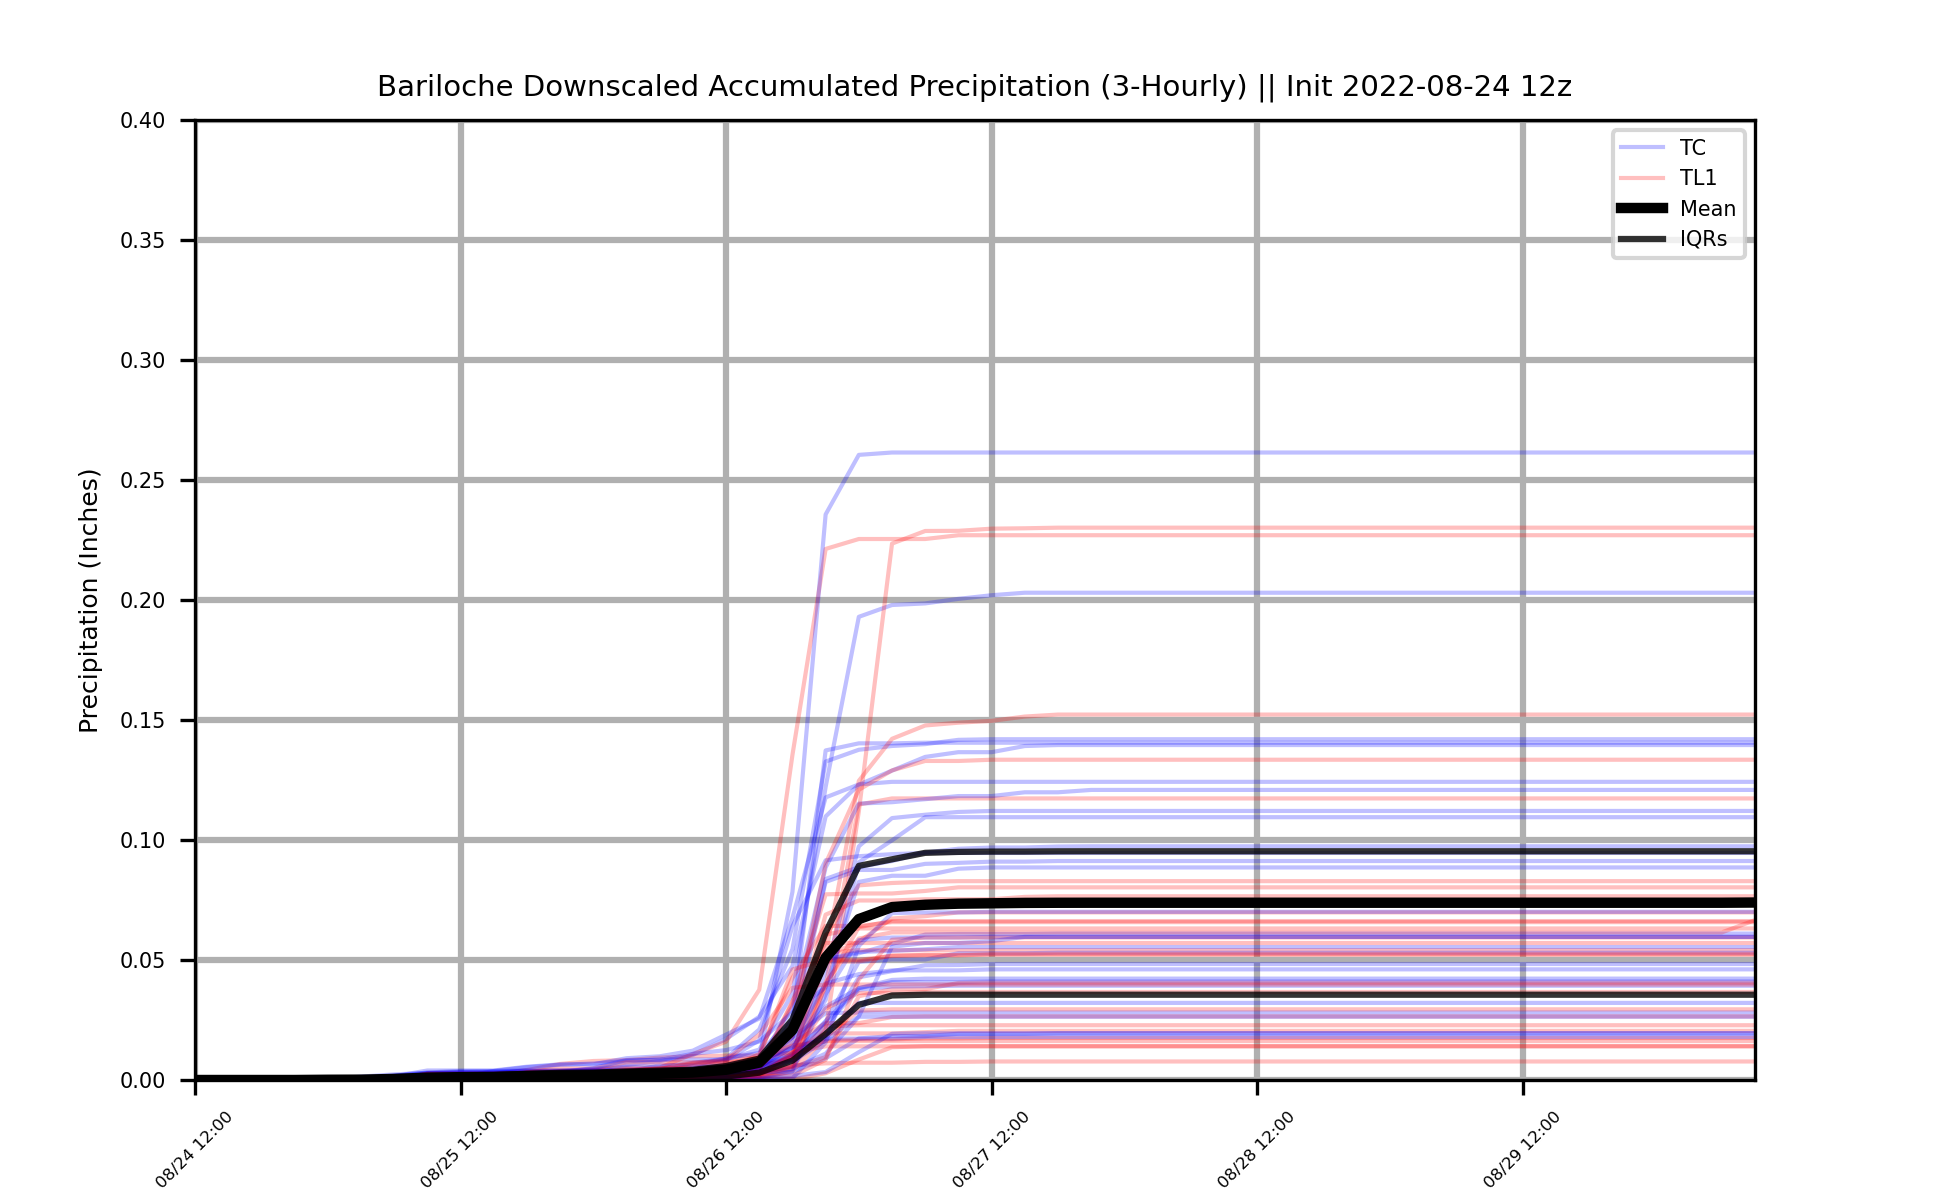 Bariloche Downscaled Accumulated Precipitation (3-Hourly) || Init 2022-08-24 12z
TC
TL1
Mean
IQRs
Precipitation (Inches)
0.40
0.35
0.30
0.25
0.20
0.15
0.10
0.05
0.00
08/24 12:00
08/25 12:00
08/26 12:00
08/27 12:00
08/28 12:00
08/29 12:00